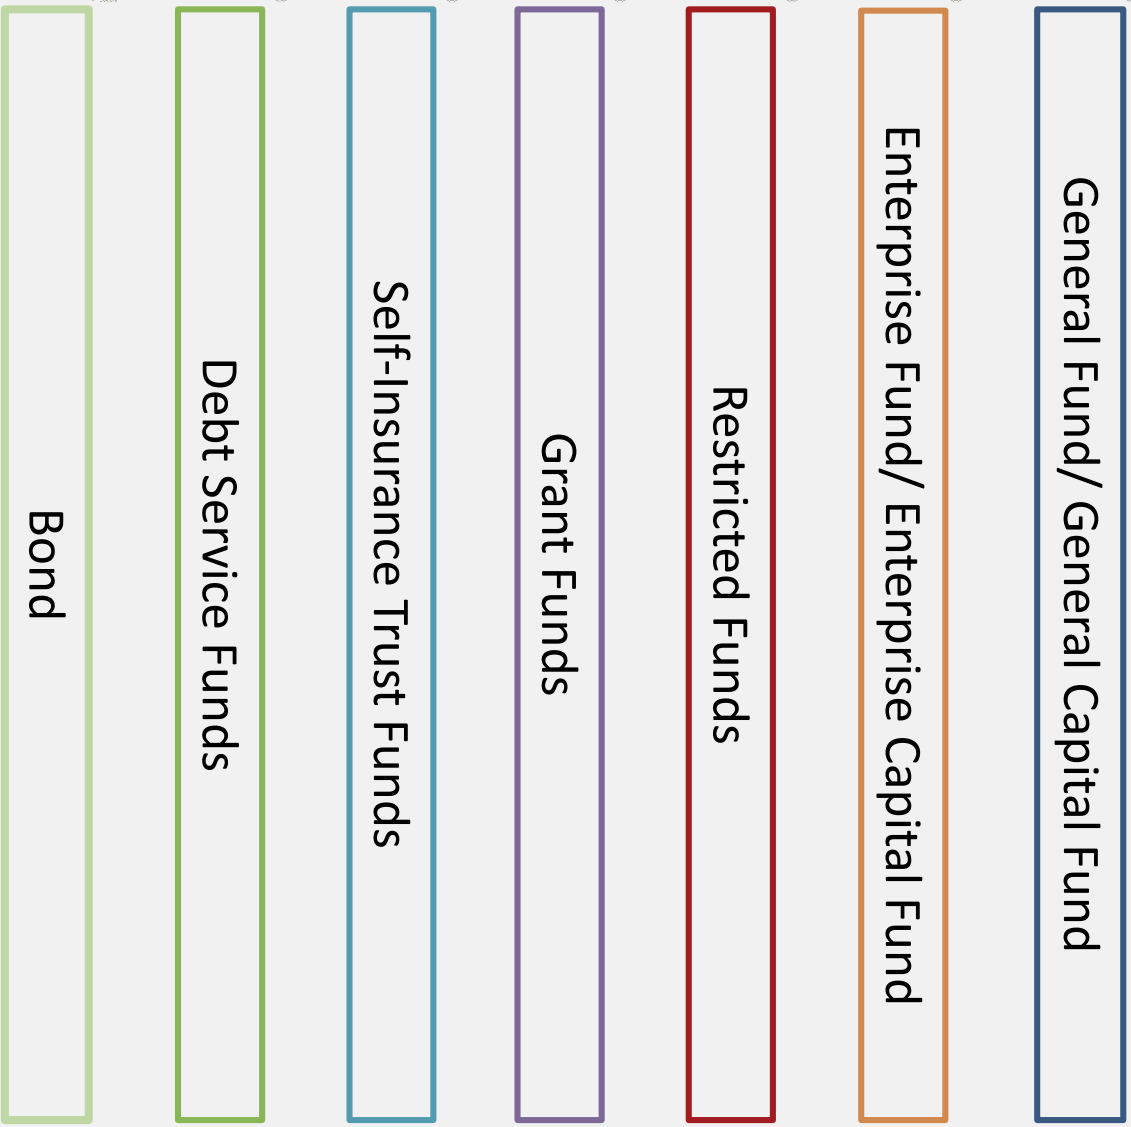 General Fund/ General Capital Fund
Enterprise Fund/ Enterprise Capital Fund
Restricted Funds
Grant Funds
Self-Insurance Trust Funds
Debt Service Funds
Bond